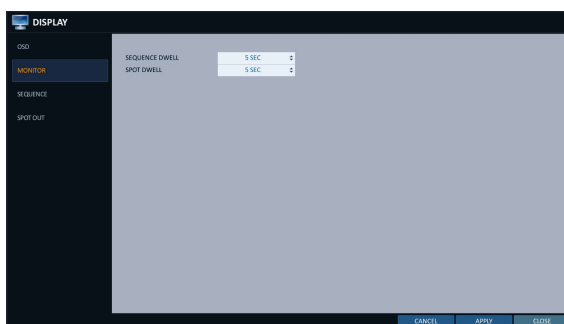 DISPLAY
OSD
MONITOR
SEQUENCE
SPOT OUT
SEQUENCE DWELL 5 SEC
SPOT DWELL 5 SEC
CANCEL APPLY CLOSE